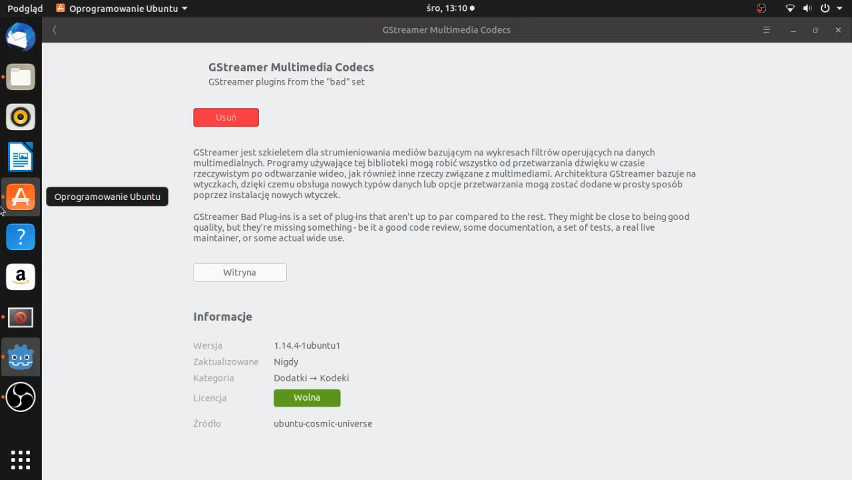 Podgląd
Oprogramowanie Ubuntu
śro, 13:10
GStreamer Multimedia Codecs
GStreamer Multimedia Codecs
GStreamer plugins from the "bad" set
Usuń
GStreamer jest szkieletem dla strumieniowania mediów bazującym na wykresach filtrów operujących na danych
multimedialnych. Programy używające tej biblioteki mogą robić wszystko od przetwarzania dźwięku w czasie
rzeczywistym po odtwarzanie wideo, jak również inne rzeczy związane z multimediami. Architektura GStreamer bazuje na
wtyczkach, dzięki czemu obsługa nowych typów danych lub opcje przetwarzania mogą zostać dodane w prosty sposób
poprzez instalację nowych wtyczek.
Oprogramowanie Ubuntu
GStreamer Bad Plug-ins is a set of plug-ins that aren't up to par compared to the rest. They might be close to being good
quality, but they're missing something - be it a good code review, some documentation, a set of tests, a real live
maintainer, or some actual wide use.
Witryna
Informacje
Wersja 1.14.4-1ubuntu1
Zaktualizowane Nigdy
Kategoria Dodatki → Kodeki
Licencja Wolna
Źródło ubuntu-cosmic-universe